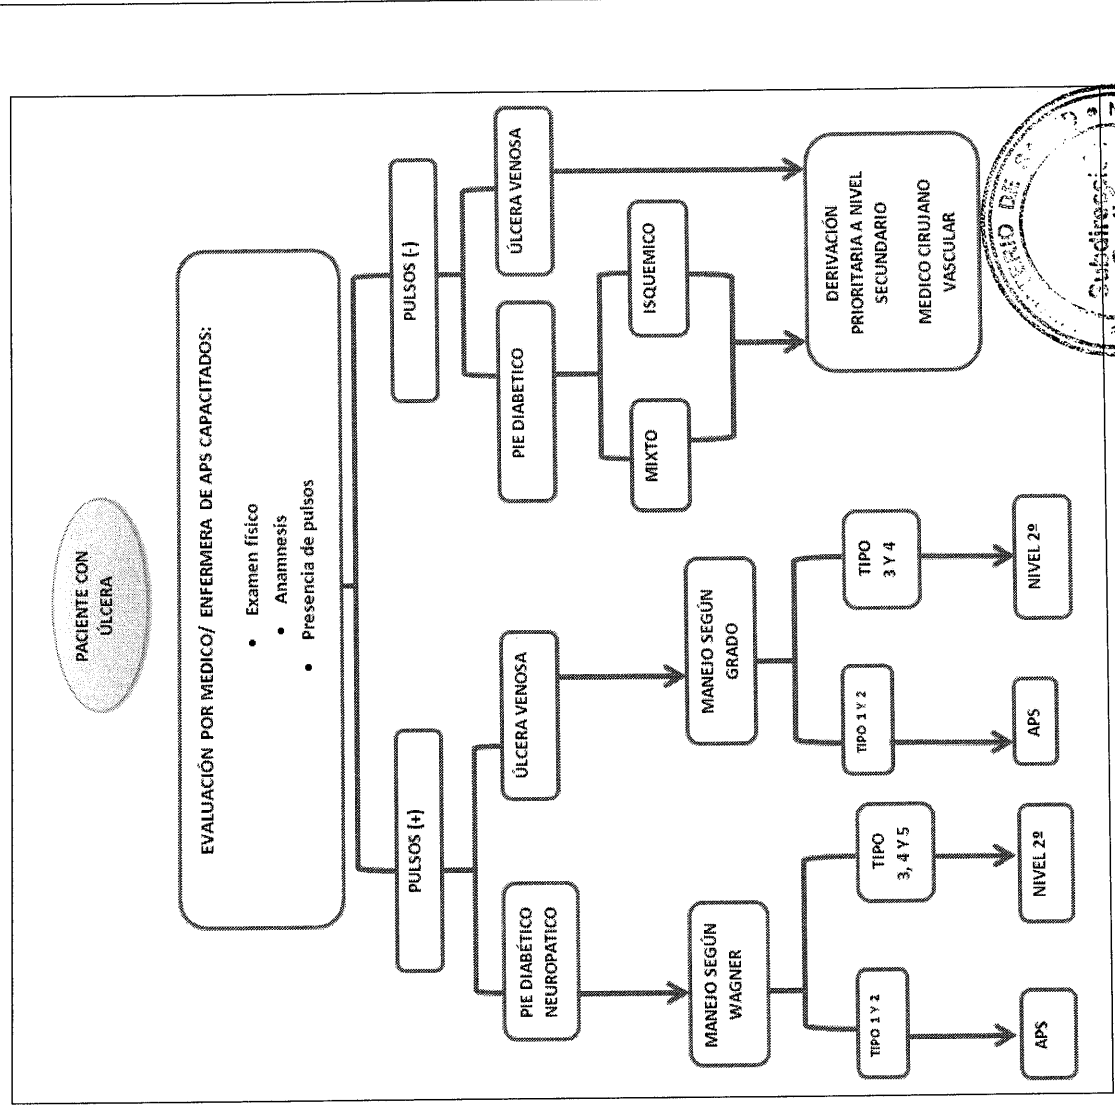 PACIENTE CON
ÚLCERA
EVALUACIÓN POR MEDICO/ ENFERMERA DE APS CAPACITADOS:
• Examen físico
• Anamnesis
• Presencia de pulsos
PULSOS (+)
PULSOS (-)
PIE DIABÉTICO
NEUROPATICO
ÚLCERA VENOSA
PIE DIABETICO
ÚLCERA VENOSA
MANEJO SEGÚN
WAGNER
MANEJO SEGÚN
GRADO
MIXTO
ISQUEMICO
TIPO 1 Y 2
TIPO
3, 4 Y 5
TIPO 1 Y 2
TIPO
3 Y 4
DERIVACIÓN
PRIORITARIA A NIVEL
SECUNDARIO
MEDICO CIRUJANO
VASCULAR
APS
NIVEL 2º
APS
NIVEL 2º
DE